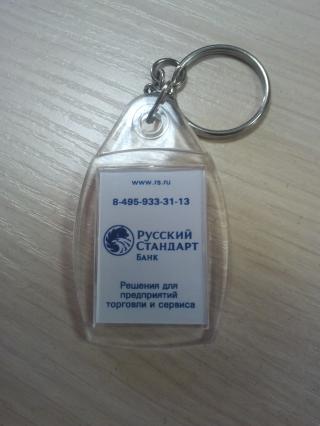 www.rs.ru
8-495-933-31-13
Русский
Стандарт
Банк
Решения для
предприятий
торговли и сервиса